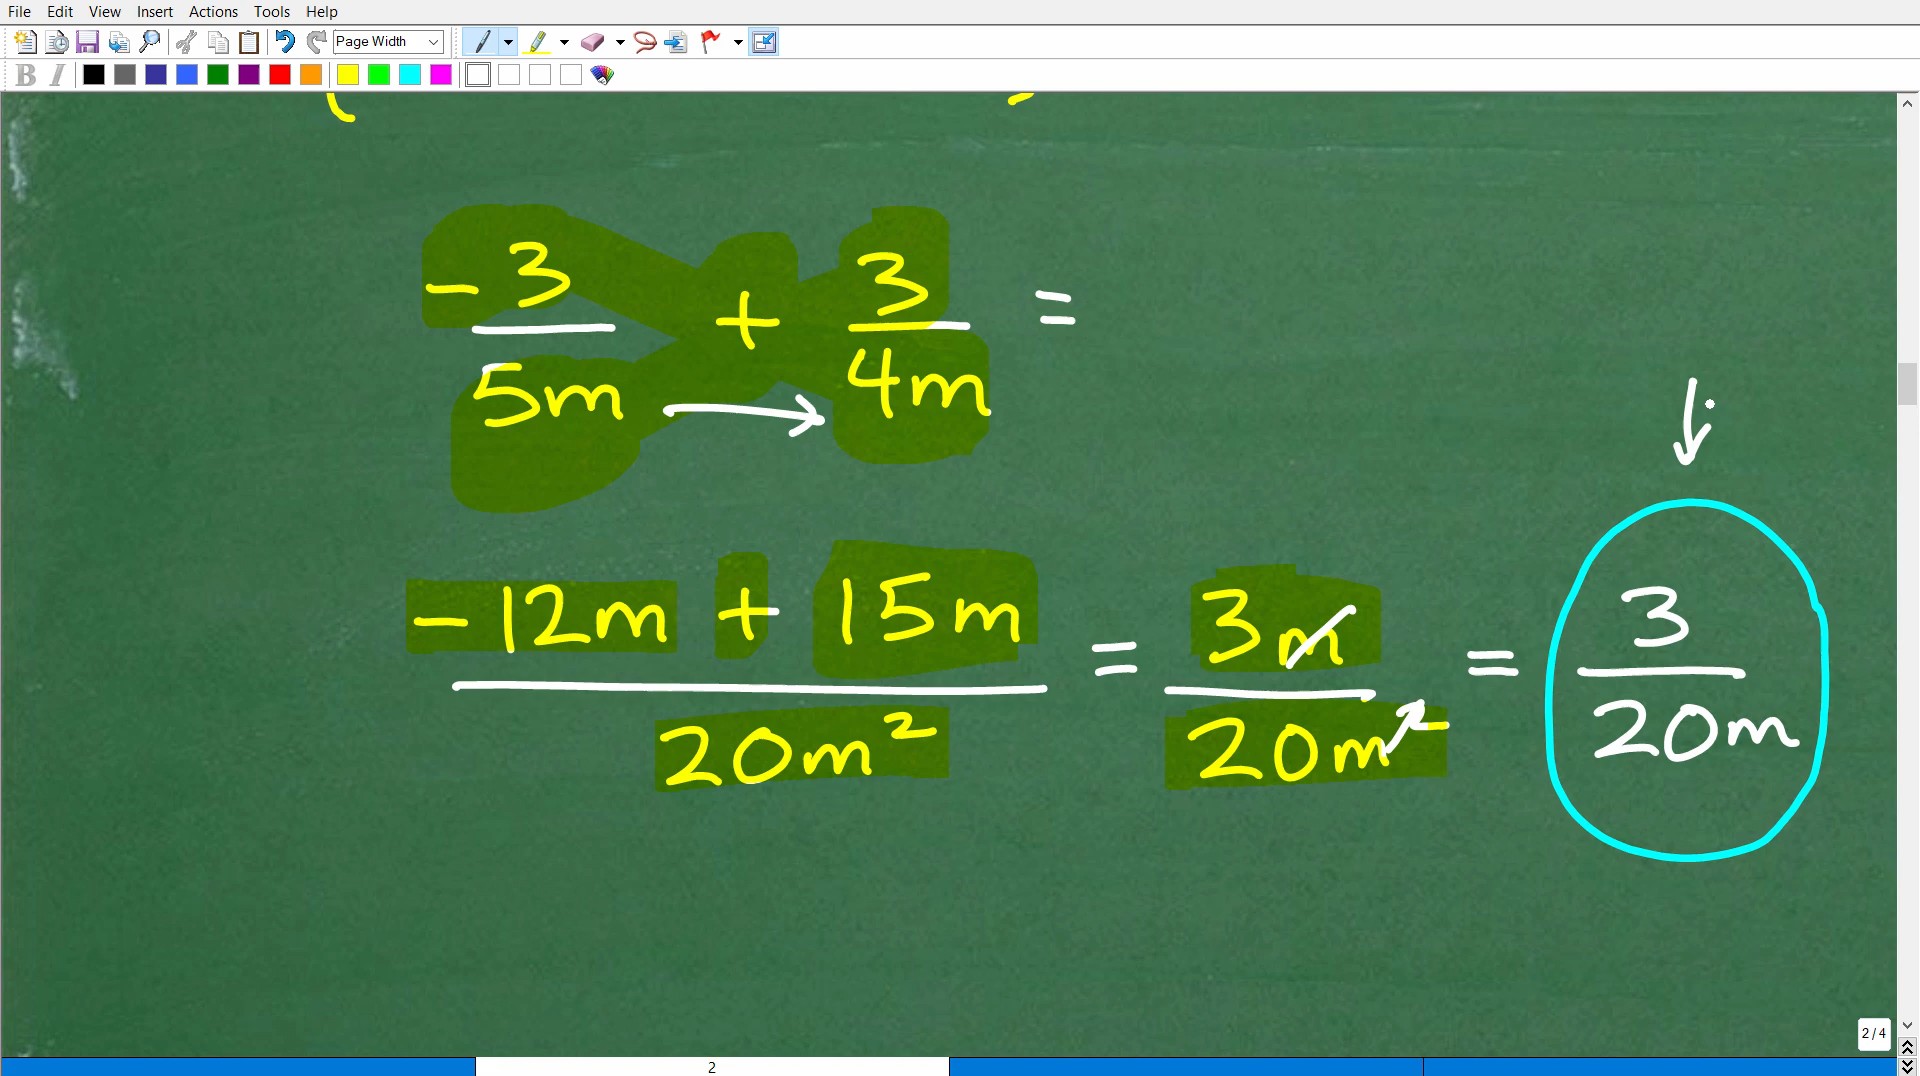 File Edit View Insert Actions Tools Help
Page Width
B I
-3/5m + 3/4m =
-12m + 15m / 20m² = 3m / 20m² = 3 / 20m
2 / 4
2